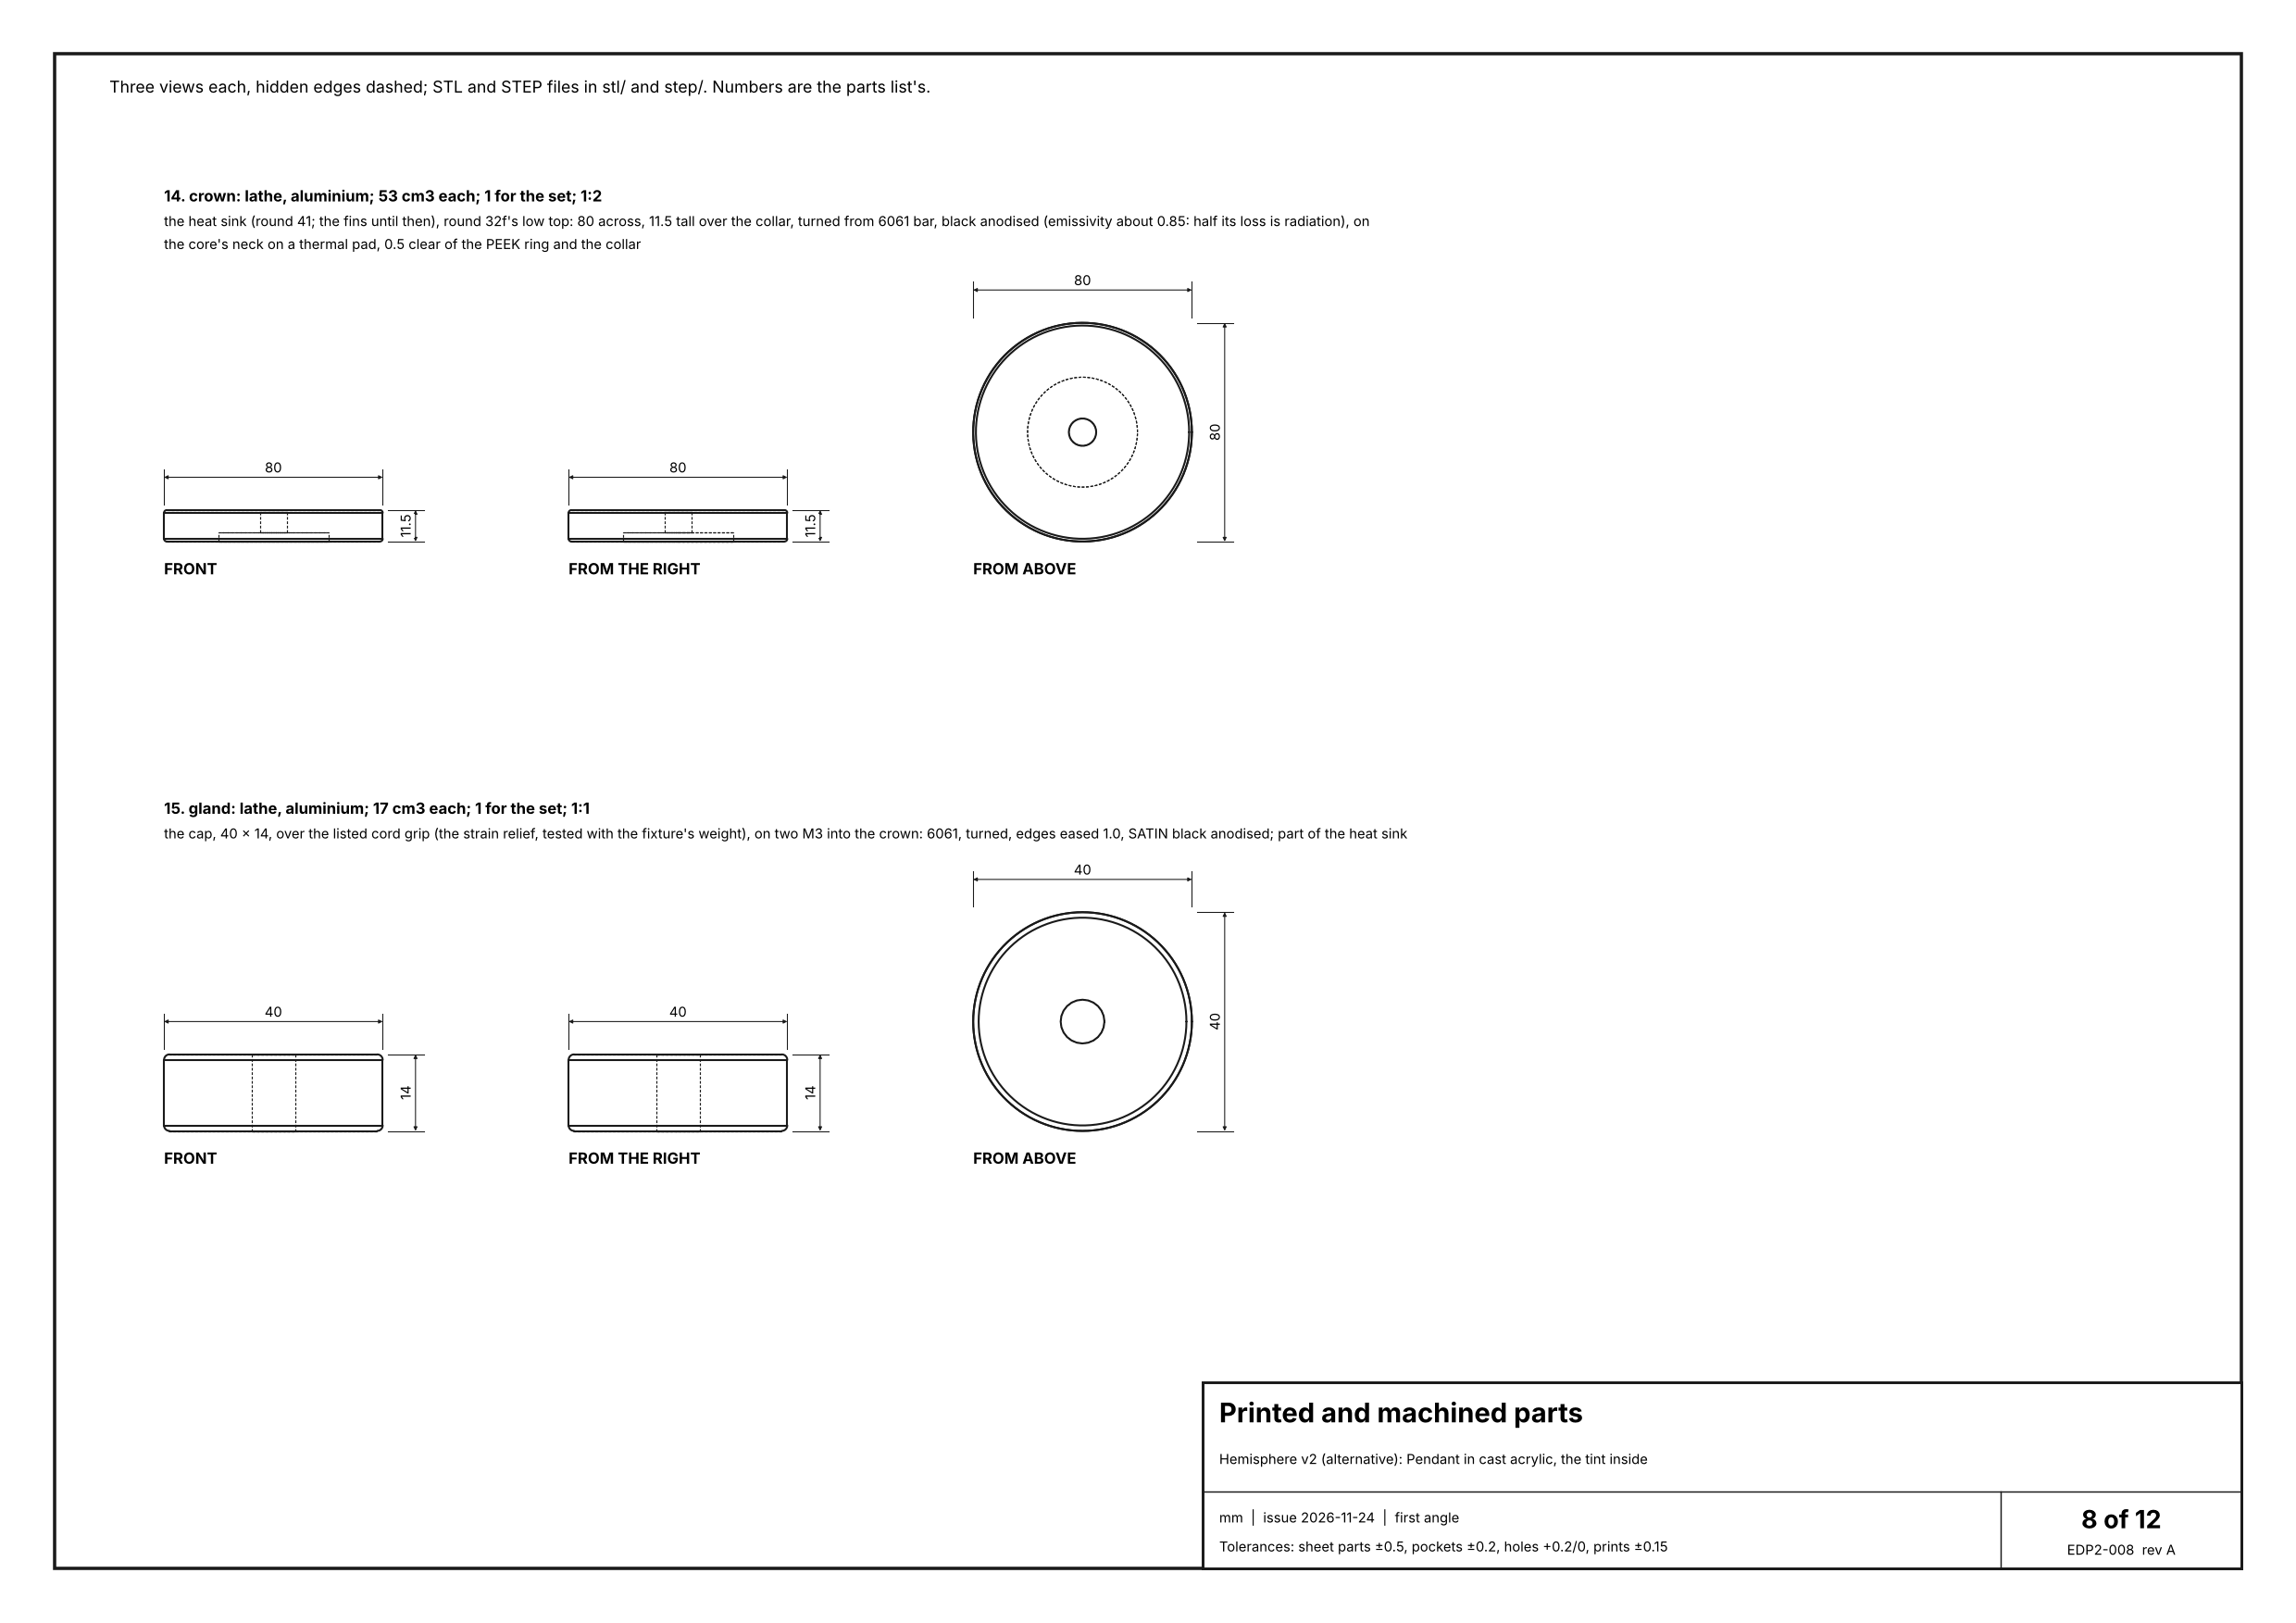 Three views each, hidden edges dashed; STL and STEP files in stl/ and step/. Numbers are the parts list's.
14. crown: lathe, aluminium; 53 cm3 each; 1 for the set; 1:2
the heat sink (round 41; the fins until then), round 32f's low top: 80 across, 11.5 tall over the collar, turned from 6061 bar, black anodised (emissivity about 0.85: half its loss is radiation), on
the core's neck on a thermal pad, 0.5 clear of the PEEK ring and the collar
80
80
80
80
11.5
11.5
FRONT
FROM THE RIGHT
FROM ABOVE
15. gland: lathe, aluminium; 17 cm3 each; 1 for the set; 1:1
the cap, 40 × 14, over the listed cord grip (the strain relief, tested with the fixture's weight), on two M3 into the crown: 6061, turned, edges eased 1.0, SATIN black anodised; part of the heat sink
40
40
40
40
14
14
FRONT
FROM THE RIGHT
FROM ABOVE
Printed and machined parts
Hemisphere v2 (alternative): Pendant in cast acrylic, the tint inside
mm | issue 2026-11-24 | first angle
Tolerances: sheet parts ±0.5, pockets ±0.2, holes +0.2/0, prints ±0.15
8 of 12
EDP2-008 rev A